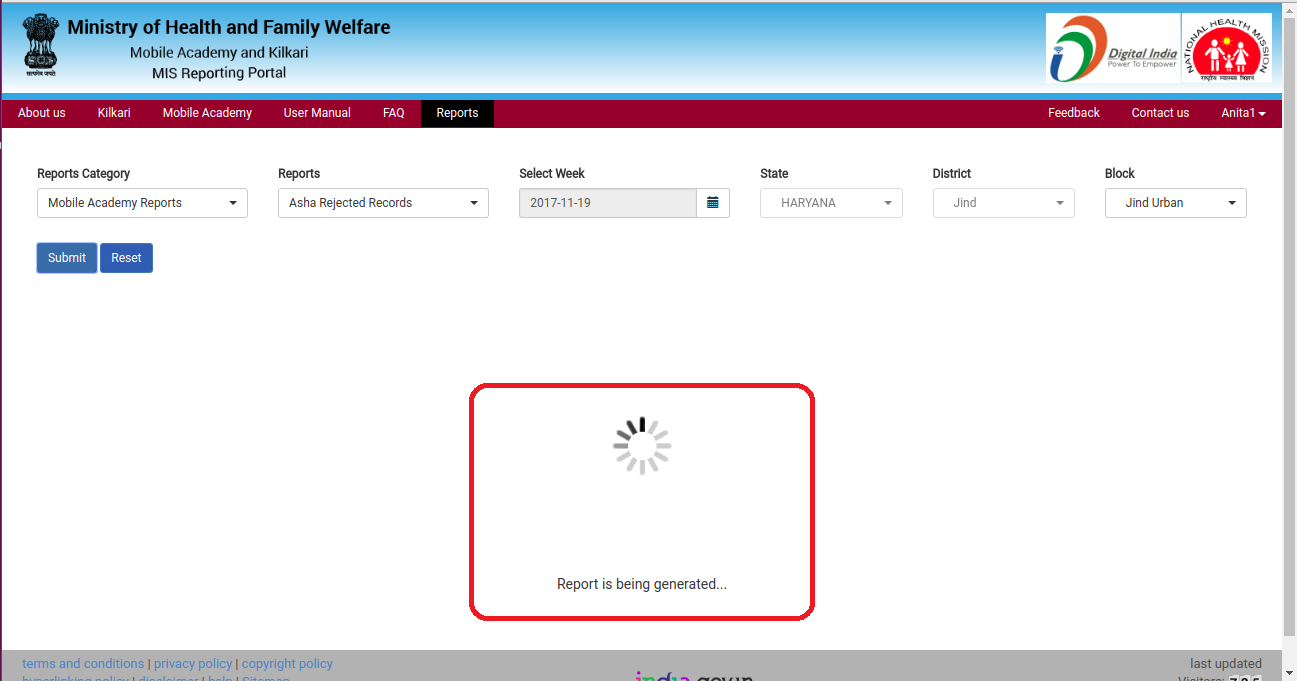 Ministry of Health and Family Welfare
Mobile Academy and Kilkari
MIS Reporting Portal
सत्यमेव जयते
Digital India
Power To Empower
NATIONAL HEALTH MISSION
राष्ट्रीय स्वास्थ्य मिशन
About us Kilkari Mobile Academy User Manual FAQ Reports Feedback Contact us Anita1
Reports Category Reports Select Week State District Block
Mobile Academy Reports Asha Rejected Records 2017-11-19 HARYANA Jind Jind Urban
Submit Reset
Report is being generated...
terms and conditions | privacy policy | copyright policy last updated
hyperlinking policy | disclaimer | help | Sitemap india.gov.in Visitors: